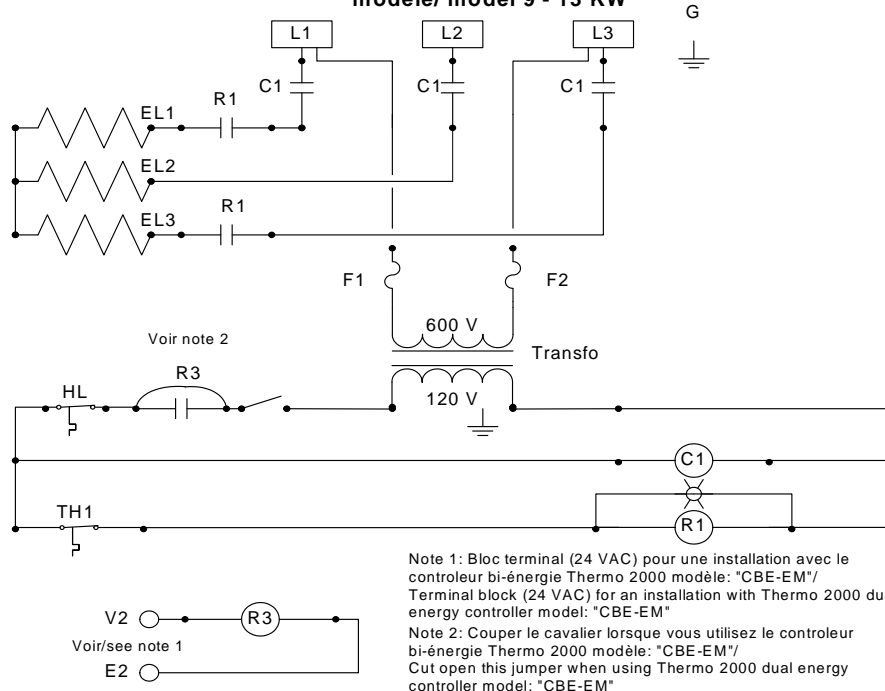 modèle/ model 9 - 13 KW
G
L1
L2
L3
C1
C1
C1
R1
EL1
EL2
R1
EL3
F1
F2
600 V
Transfo
120 V
Voir note 2
R3
HL
C1
TH1
R1
Note 1: Bloc terminal (24 VAC) pour une installation avec le
controleur bi-énergie Thermo 2000 modèle: "CBE-EM"/
Terminal block (24 VAC) for an installation with Thermo 2000 du
energy controller model: "CBE-EM"
Note 2: Couper le cavalier lorsque vous utilisez le controleur
bi-énergie Thermo 2000 modèle: "CBE-EM"/
Cut open this jumper when using Thermo 2000 dual energy
controller model: "CBE-EM"
V2
R3
Voir/see note 1
E2